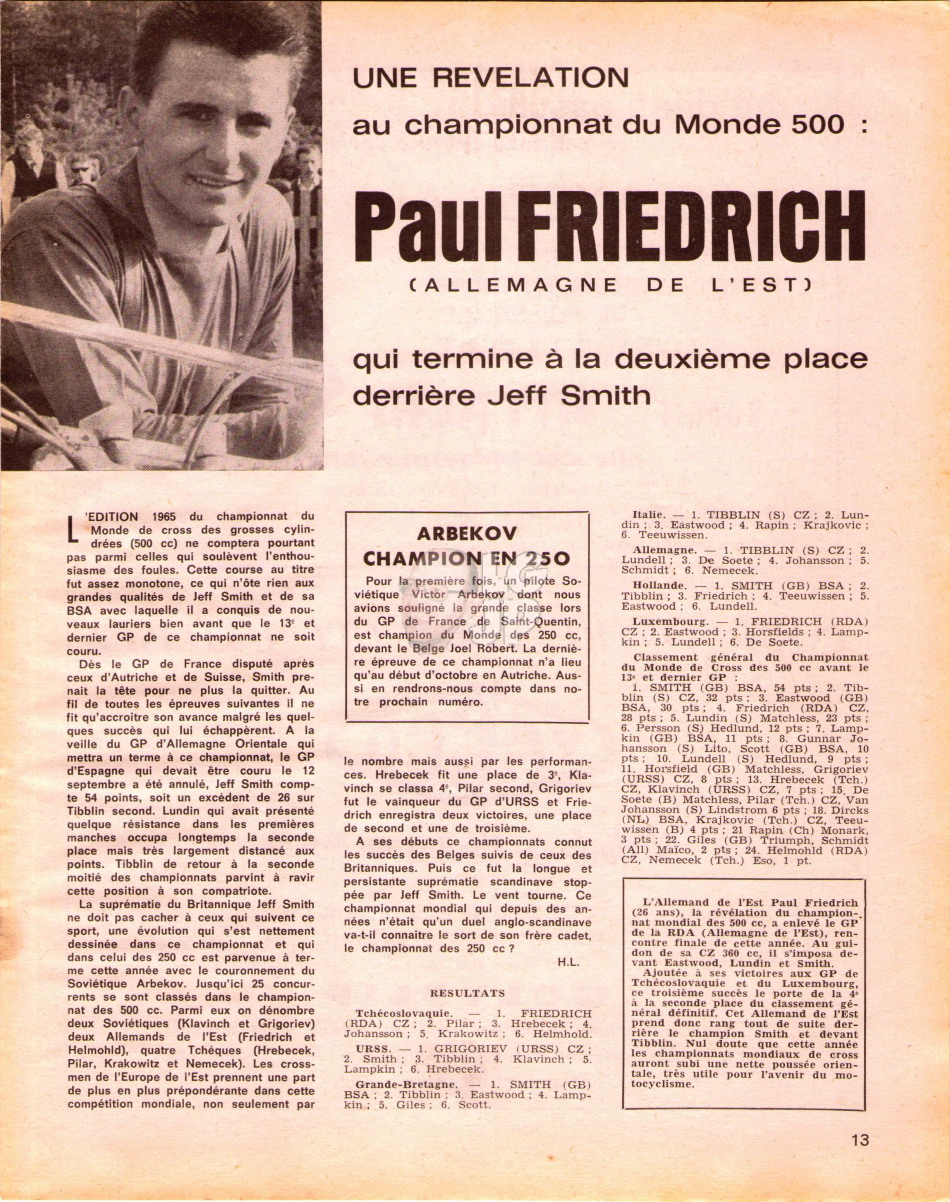 UNE REVELATION
au championnat du Monde 500 :
Paul FRIEDRICH
(ALLEMAGNE DE L'EST)
qui termine à la deuxième place
derrière Jeff Smith
L'EDITION 1965 du championnat du
Monde de cross des grosses cylin-
drées (500 cc) ne comptera pourtant
pas parmi celles qui soulèvent l'enthou-
siasme des foules. Cette course au titre
fut assez monotone, ce qui n'ôte rien aux
grandes qualités de Jeff Smith et de sa
BSA avec laquelle il a conquis de nou-
veaux lauriers bien avant que le 13e et
dernier GP de ce championnat ne soit
couru.
Dès le GP de France disputé après
ceux d'Autriche et de Suisse, Smith pre-
nait la tête pour ne plus la quitter. Au
fil de toutes les épreuves suivantes il ne
fit qu'accroitre son avance malgré les quel-
ques succès qui lui échappèrent. A la
veille du GP d'Allemagne Orientale qui
mettra un terme à ce championnat, le GP
d'Espagne qui devait être couru le 12
septembre a été annulé, Jeff Smith comp-
te 54 points, soit un excédent de 26 sur
Tibblin second. Lundin qui avait présenté
quelque résistance dans les premières
manches occupa longtemps la seconde
place mais très largement distancé aux
points. Tibblin de retour à la seconde
moitié des championnats parvint à ravir
cette position à son compatriote.
La suprématie du Britannique Jeff Smith
ne doit pas cacher à ceux qui suivent ce
sport, une évolution qui s'est nettement
dessinée dans ce championnat et qui
dans celui des 250 cc est parvenue à ter-
me cette année avec le couronnement du
Soviétique Arbekov. Jusqu'ici 25 concur-
rents se sont classés dans le champion-
nat des 500 cc. Parmi eux on dénombre
deux Soviétiques (Klavinch et Grigoriev)
deux Allemands de l'Est (Friedrich et
Helmohld), quatre Tchéques (Hrebecek,
Pilar, Krakowitz et Nemecek). Les cross-
men de l'Europe de l'Est prennent une part
de plus en plus prépondérante dans cette
compétition mondiale, non seulement par
ARBEKOV
CHAMPION EN 250
Pour la première fois, un pilote So-
viétique Victor Arbekov dont nous
avions souligné la grande classe lors
du GP de France de Saint-Quentin,
est champion du Monde des 250 cc,
devant le Belge Joel Robert. La derniè-
re épreuve de ce championnat n'a lieu
qu'au début d'octobre en Autriche. Aus-
si en rendrons-nous compte dans no-
tre prochain numéro.
le nombre mais aussi par les performan-
ces. Hrebecek fit une place de 3e, Kla-
vinch se classa 4e, Pilar second, Grigoriev
fut le vainqueur du GP d'URSS et Frie-
drich enregistra deux victoires, une place
de second et une de troisième.
A ses débuts ce championnats connut
les succès des Belges suivis de ceux des
Britanniques. Puis ce fut la longue et
persistante suprématie scandinave stop-
pée par Jeff Smith. Le vent tourne. Ce
championnat mondial qui depuis des an-
nées n'était qu'un duel anglo-scandinave
va-t-il connaitre le sort de son frère cadet,
le championnat des 250 cc ?
H.L.
RESULTATS
Tchécoslovaquie. — 1. FRIEDRICH
(RDA) CZ ; 2. Pilar ; 3. Hrebecek ; 4.
Johansson ; 5. Krakowitz ; 6. Helmhold.
URSS. — 1. GRIGORIEV (URSS) CZ ;
2. Smith ; 3. Tibblin ; 4. Klavinch ; 5.
Lampkin ; 6. Hrebecek.
Grande-Bretagne. — 1. SMITH (GB)
BSA ; 2. Tibblin ; 3. Eastwood ; 4. Lamp-
kin ; 5. Giles ; 6. Scott.
Italie. — 1. TIBBLIN (S) CZ ; 2. Lun-
din ; 3. Eastwood ; 4. Rapin ; Krajkovic ;
6. Teeuwissen.
Allemagne. — 1. TIBBLIN (S) CZ ; 2.
Lundell ; 3. De Soete ; 4. Johansson ; 5.
Schmidt ; 6. Nemecek.
Hollande. — 1. SMITH (GB) BSA ; 2.
Tibblin ; 3. Friedrich ; 4. Teeuwissen ; 5.
Eastwood ; 6. Lundell.
Luxembourg. — 1. FRIEDRICH (RDA)
CZ ; 2. Eastwood ; 3. Horsfields ; 4. Lamp-
kin ; 5. Lundell ; 6. De Soete.
Classement général du Championnat
du Monde de Cross des 500 cc avant le
13e et dernier GP :
1. SMITH (GB) BSA, 54 pts ; 2. Tib-
blin (S) CZ, 32 pts ; 3. Eastwood (GB)
BSA, 30 pts ; 4. Friedrich (RDA) CZ,
28 pts ; 5. Lundin (S) Matchless, 23 pts ;
6. Persson (S) Hedlund, 12 pts ; 7. Lamp-
kin (GB) BSA, 11 pts ; 8. Gunnar Jo-
hansson (S) Lito, Scott (GB) BSA, 10
pts ; 10. Lundell (S) Hedlund, 9 pts ;
11. Horsfield (GB) Matchless, Grigoriev
(URSS) CZ, 8 pts ; 13. Hrebecek (Tch.)
CZ, Klavinch (URSS) CZ, 7 pts ; 15. De
Soete (B) Matchless, Pilar (Tch.) CZ, Van
Johansson (S) Lindstrom 6 pts ; 18. Dircks
(NL) BSA, Krajkovic (Tch.) CZ, Teeu-
wissen (B) 4 pts ; 21 Rapin (Ch) Monark,
3 pts ; 22. Giles (GB) Triumph, Schmidt
(All) Maïco, 2 pts ; 24. Helmohld (RDA)
CZ, Nemecek (Tch.) Eso, 1 pt.
L'Allemand de l'Est Paul Friedrich
(26 ans), la révélation du champion-
nat mondial des 500 cc, a enlevé le GP
de la RDA (Allemagne de l'Est), ren-
contre finale de cette année. Au gui-
don de sa CZ 360 cc, il s'imposa de-
vant Eastwood, Lundin et Smith.
Ajoutée à ses victoires aux GP de
Tchécoslovaquie et du Luxembourg,
ce troisième succès le porte de la 4e
à la seconde place du classement gé-
néral définitif. Cet Allemand de l'Est
prend donc rang tout de suite der-
rière le champion Smith et devant
Tibblin. Nul doute que cette année
les championnats mondiaux de cross
auront subi une nette poussée orien-
tale, très utile pour l'avenir du mo-
tocyclisme.
13